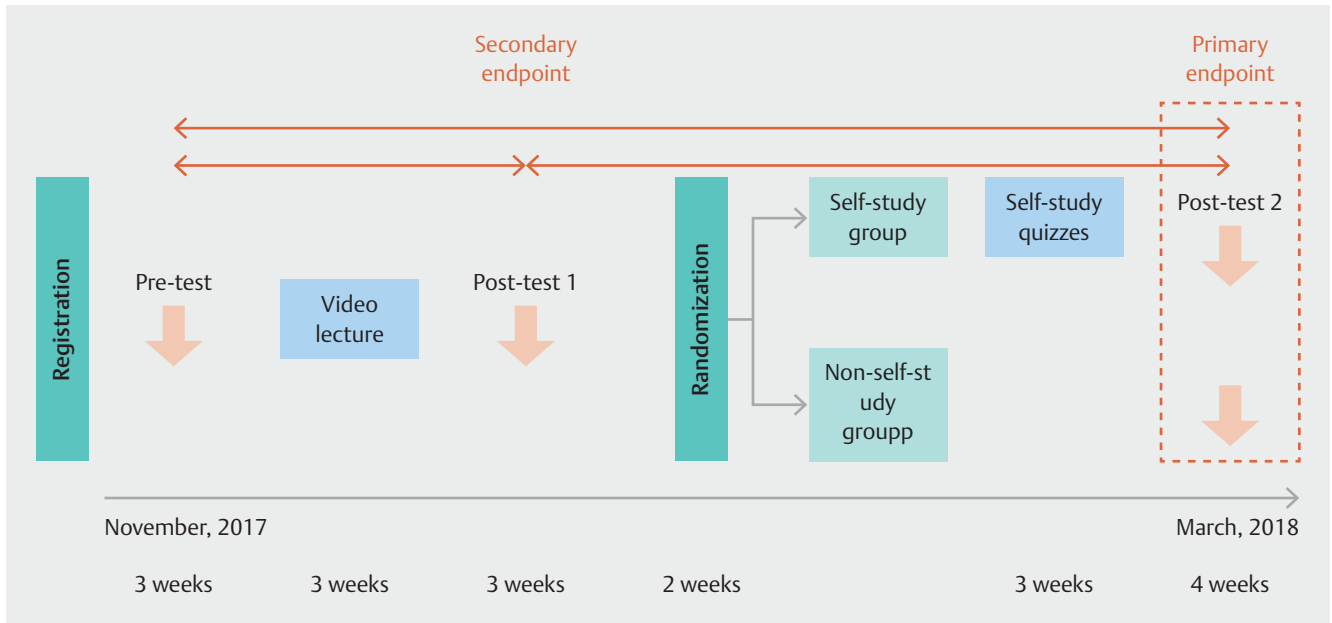 Secondary
endpoint
Primary
endpoint
Registration
Pre-test
Video
lecture
Post-test 1
Randomization
Self-study
group
Self-study
quizzes
Post-test 2
Non-self-st
udy
groupp
November, 2017
March, 2018
3 weeks
3 weeks
3 weeks
2 weeks
3 weeks
4 weeks